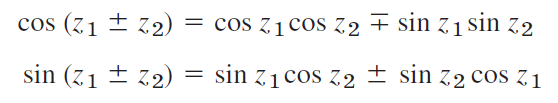 cos (z₁ ± z₂) = cos z₁ cos z₂ ∓ sin z₁ sin z₂
sin (z₁ ± z₂) = sin z₁ cos z₂ ± sin z₂ cos z₁